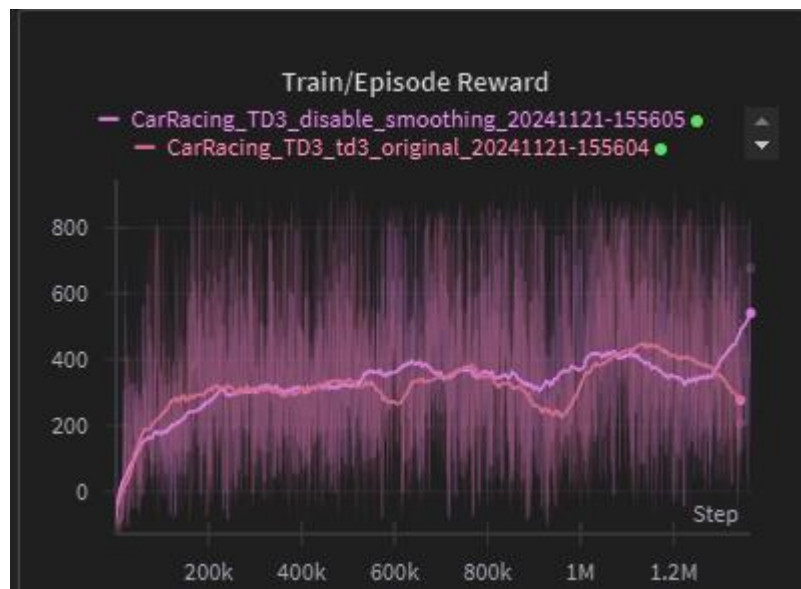 Train/Episode Reward
CarRacing_TD3_disable_smoothing_20241121-155605
CarRacing_TD3_td3_original_20241121-155604
800
600
400
200
0
Step
200k 400k 600k 800k 1M 1.2M